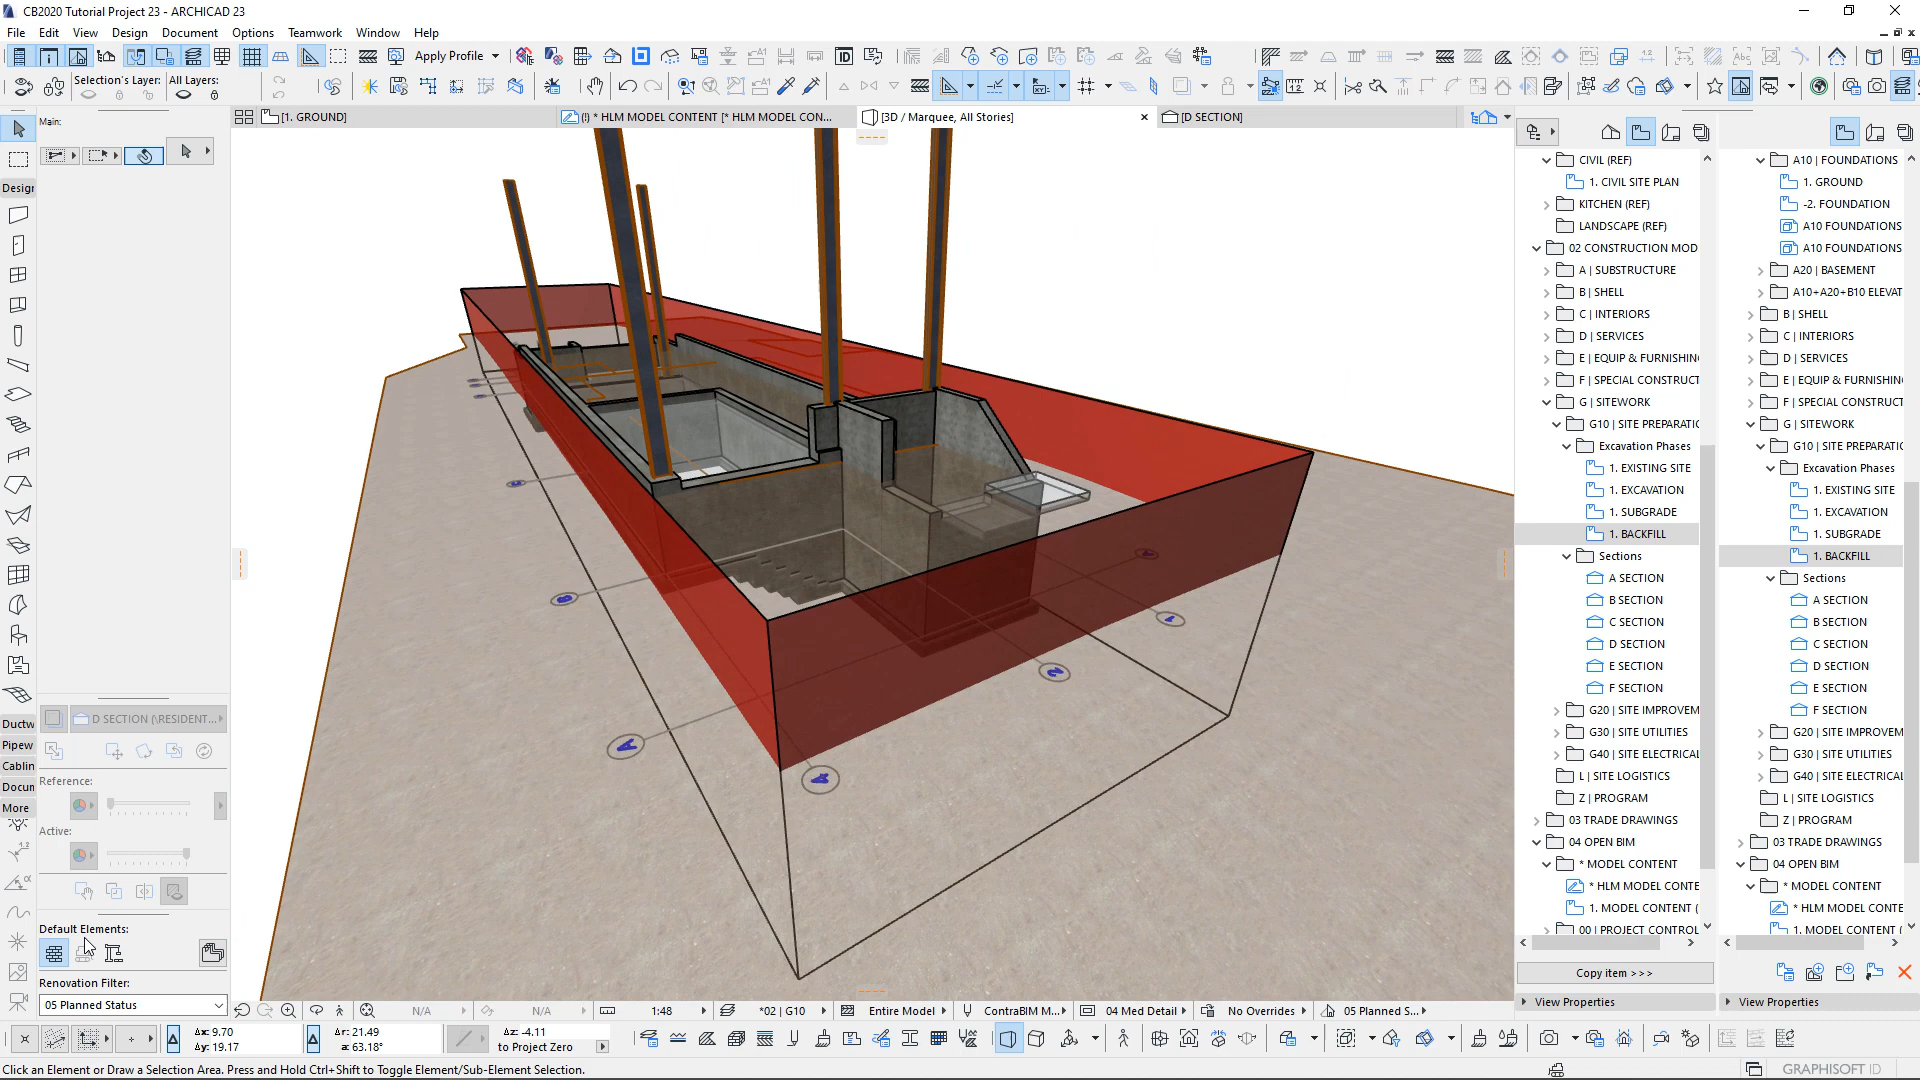 CB2020 Tutorial Project 23 - ARCHICAD 23
File Edit View Design Document Options Teamwork Window Help
Apply Profile
Selection's Layer: All Layers:
Main:
[1. GROUND]
(!) * HLM MODEL CONTENT [* HLM MODEL CON...
[3D / Marquee, All Stories]
[D SECTION]
Design
Ductw
Pipew
Cablin
Docun
More
D SECTION (\RESIDENT...
Reference:
Active:
Default Elements:
Renovation Filter:
05 Planned Status
CIVIL (REF)
1. CIVIL SITE PLAN
KITCHEN (REF)
LANDSCAPE (REF)
02 CONSTRUCTION MOD
A | SUBSTRUCTURE
B | SHELL
C | INTERIORS
D | SERVICES
E | EQUIP & FURNISHIN
F | SPECIAL CONSTRUCT
G | SITEWORK
G10 | SITE PREPARATIC
Excavation Phases
1. EXISTING SITE
1. EXCAVATION
1. SUBGRADE
1. BACKFILL
Sections
A SECTION
B SECTION
C SECTION
D SECTION
E SECTION
F SECTION
G20 | SITE IMPROVEM
G30 | SITE UTILITIES
G40 | SITE ELECTRICAL
L | SITE LOGISTICS
Z | PROGRAM
03 TRADE DRAWINGS
04 OPEN BIM
* MODEL CONTENT
* HLM MODEL CONTE
1. MODEL CONTENT (
00 | PROJECT CONTROL
Copy item >>>
View Properties
A10 | FOUNDATIONS
1. GROUND
-2. FOUNDATION
A10 FOUNDATIONS
A10 FOUNDATIONS
A20 | BASEMENT
A10+A20+B10 ELEVAT
B | SHELL
C | INTERIORS
D | SERVICES
E | EQUIP & FURNISHIN
F | SPECIAL CONSTRUCT
G | SITEWORK
G10 | SITE PREPARATIC
Excavation Phases
1. EXISTING SITE
1. EXCAVATION
1. SUBGRADE
1. BACKFILL
Sections
A SECTION
B SECTION
C SECTION
D SECTION
E SECTION
F SECTION
G20 | SITE IMPROVEM
G30 | SITE UTILITIES
G40 | SITE ELECTRICAL
L | SITE LOGISTICS
Z | PROGRAM
03 TRADE DRAWINGS
04 OPEN BIM
* MODEL CONTENT
* HLM MODEL CONTE
1. MODEL CONTENT (
View Properties
N/A N/A 1:48 *02 | G10 Entire Model ContraBIM M... 04 Med Detail No Overrides 05 Planned S...
Δx: 9.70
Δy: 19.17
Δr: 21.49
a: 63.18°
Δz: -4.11
to Project Zero
Click an Element or Draw a Selection Area. Press and Hold Ctrl+Shift to Toggle Element/Sub-Element Selection.
GRAPHISOFT ID